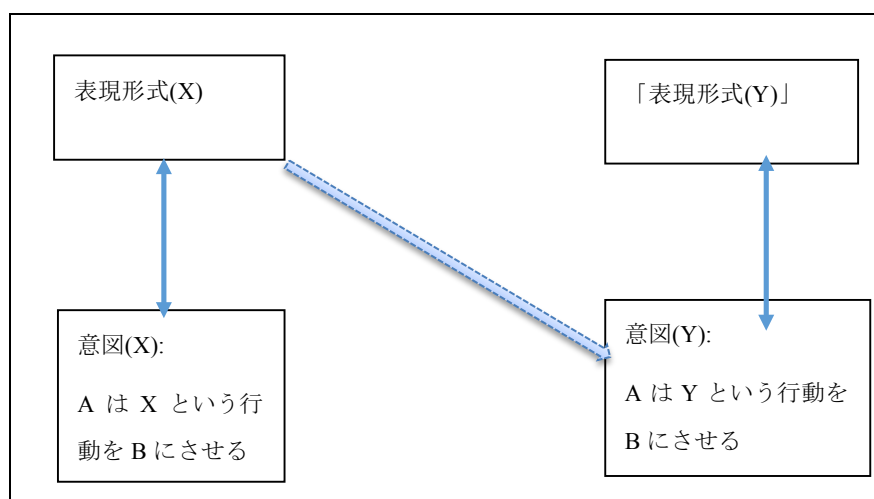 表現形式(X)
「表現形式(Y)」
意図(X):
A は X という行
動を B にさせる
意図(Y):
A は Y という行動を
B にさせる